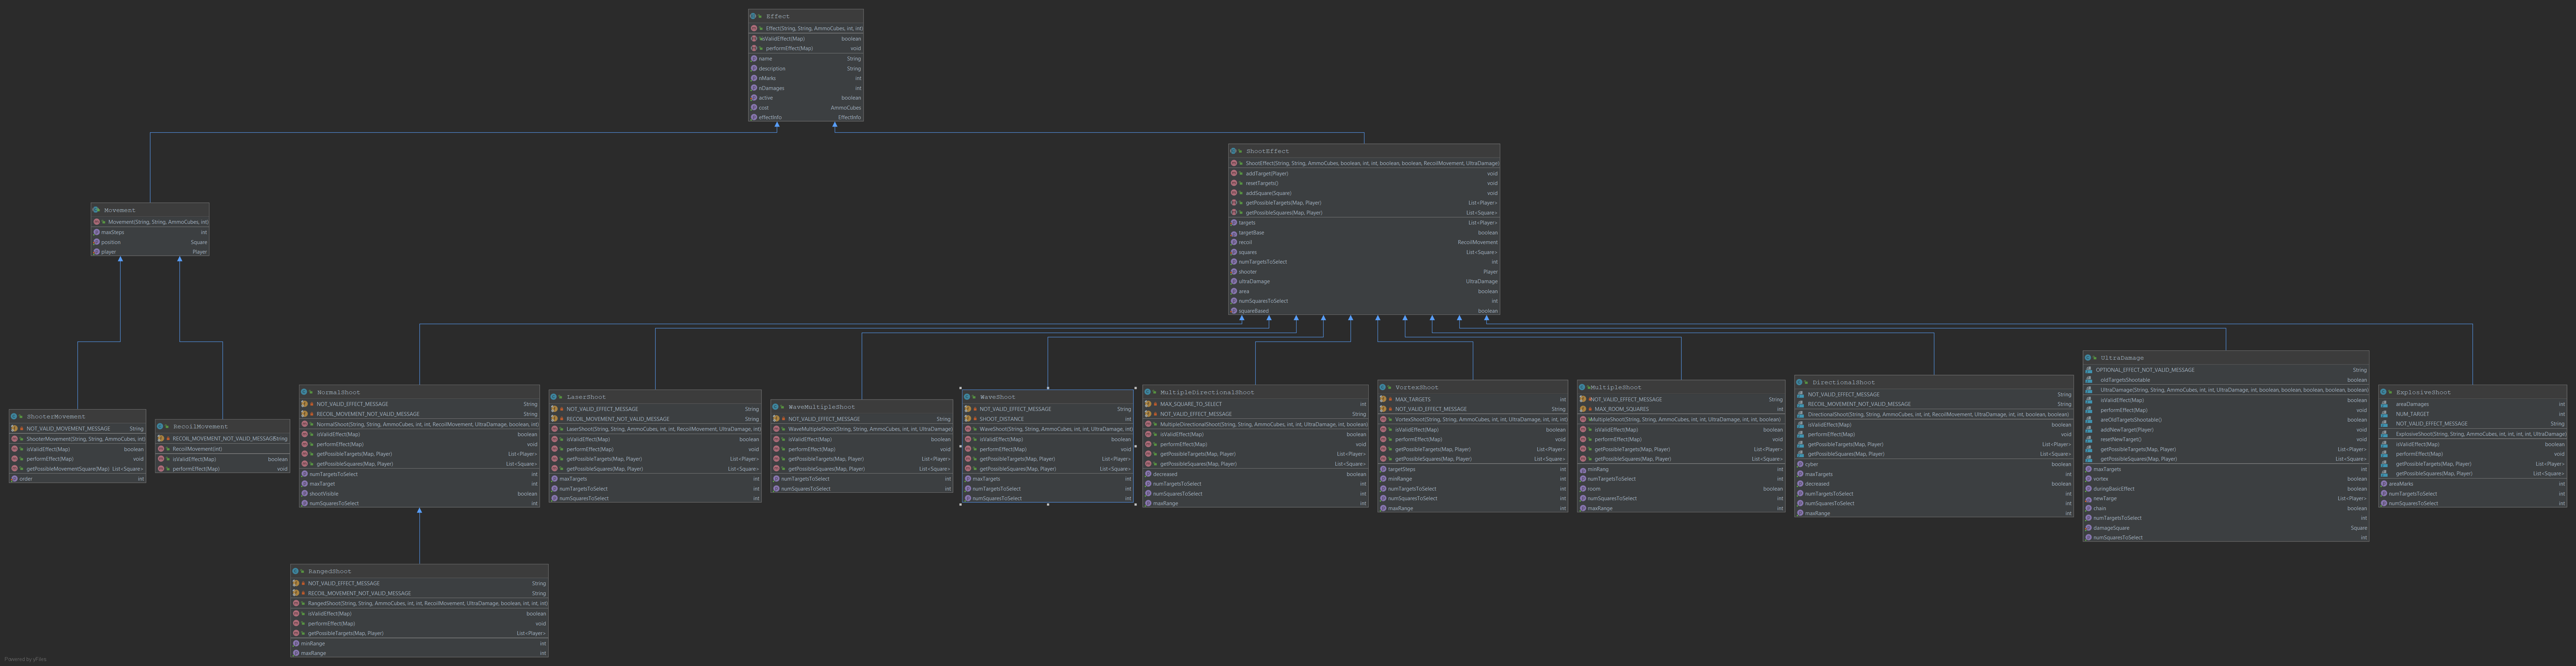 Effect
Effect(String, String, AmmoCubes, int, int)
isValidEffect(Map) boolean
performEffect(Map) void
name String
description String
nMarks int
nDamages int
active boolean
cost AmmoCubes
effectInfo EffectInfo
ShootEffect
ShootEffect(String, String, AmmoCubes, boolean, int, int, boolean, boolean, RecoilMovement, UltraDamage)
addTarget(Player) void
resetTargets() void
addSquare(Square) void
getPossibleTargets(Map, Player) List<Player>
getPossibleSquares(Map, Player) List<Square>
targets List<Player>
targetBase boolean
recoil RecoilMovement
squares List<Square>
numTargetsToSelect int
shooter Player
ultraDamage UltraDamage
area boolean
numSquaresToSelect int
squareBased boolean
Movement
Movement(String, String, AmmoCubes, int)
maxSteps int
position Square
player Player
ShooterMovement
NOT_VALID_MOVEMENT_MESSAGE String
ShooterMovement(String, String, AmmoCubes, int)
isValidEffect(Map) boolean
performEffect(Map) void
getPossibleMovementSquare(Map) List<Square>
order int
RecoilMovement
RECOIL_MOVEMENT_NOT_VALID_MESSAGE String
RecoilMovement(int)
isValidEffect(Map) boolean
performEffect(Map) void
NormalShoot
NOT_VALID_EFFECT_MESSAGE String
RECOIL_MOVEMENT_NOT_VALID_MESSAGE String
NormalShoot(String, String, AmmoCubes, int, int, RecoilMovement, UltraDamage, boolean, int)
isValidEffect(Map) boolean
performEffect(Map) void
getPossibleTargets(Map, Player) List<Player>
getPossibleSquares(Map, Player) List<Square>
numTargetsToSelect int
maxTarget int
shootVisible boolean
numSquaresToSelect int
LaserShoot
NOT_VALID_EFFECT_MESSAGE String
RECOIL_MOVEMENT_NOT_VALID_MESSAGE String
LaserShoot(String, String, AmmoCubes, int, int, RecoilMovement, UltraDamage, int)
isValidEffect(Map) boolean
performEffect(Map) void
getPossibleTargets(Map, Player) List<Player>
getPossibleSquares(Map, Player) List<Square>
maxTargets int
numTargetsToSelect int
numSquaresToSelect int
WaveMultipleShoot
NOT_VALID_EFFECT_MESSAGE String
WaveMultipleShoot(String, String, AmmoCubes, int, int, UltraDamage)
isValidEffect(Map) boolean
performEffect(Map) void
getPossibleTargets(Map, Player) List<Player>
getPossibleSquares(Map, Player) List<Square>
numTargetsToSelect int
numSquaresToSelect int
WaveShoot
NOT_VALID_EFFECT_MESSAGE String
SHOOT_DISTANCE int
WaveShoot(String, String, AmmoCubes, int, int, UltraDamage, int)
isValidEffect(Map) boolean
performEffect(Map) void
getPossibleTargets(Map, Player) List<Player>
getPossibleSquares(Map, Player) List<Square>
maxTargets int
numTargetsToSelect int
numSquaresToSelect int
MultipleDirectionalShoot
MAX_SQUARE_TO_SELECT int
NOT_VALID_EFFECT_MESSAGE String
MultipleDirectionalShoot(String, String, AmmoCubes, int, int, UltraDamage, int, boolean)
isValidEffect(Map) boolean
performEffect(Map) void
getPossibleTargets(Map, Player) List<Player>
getPossibleSquares(Map, Player) List<Square>
decreased boolean
numTargetsToSelect int
numSquaresToSelect int
maxRange int
VortexShoot
MAX_TARGETS int
NOT_VALID_EFFECT_MESSAGE String
VortexShoot(String, String, AmmoCubes, int, int, UltraDamage, int, int, int)
isValidEffect(Map) boolean
performEffect(Map) void
getPossibleTargets(Map, Player) List<Player>
getPossibleSquares(Map, Player) List<Square>
targetSteps int
minRange int
numTargetsToSelect int
numSquaresToSelect int
maxRange int
MultipleShoot
NOT_VALID_EFFECT_MESSAGE String
MAX_ROOM_SQUARES int
MultipleShoot(String, String, AmmoCubes, int, int, UltraDamage, int, int, boolean)
isValidEffect(Map) boolean
performEffect(Map) void
getPossibleTargets(Map, Player) List<Player>
getPossibleSquares(Map, Player) List<Square>
minRang int
numTargetsToSelect int
room boolean
numSquaresToSelect int
maxRange int
DirectionalShoot
NOT_VALID_EFFECT_MESSAGE String
RECOIL_MOVEMENT_NOT_VALID_MESSAGE String
DirectionalShoot(String, String, AmmoCubes, int, int, RecoilMovement, UltraDamage, int, int, boolean, boolean)
isValidEffect(Map) boolean
performEffect(Map) void
getPossibleTargets(Map, Player) List<Player>
getPossibleSquares(Map, Player) List<Square>
cyber boolean
maxTargets int
decreased boolean
numTargetsToSelect int
numSquaresToSelect int
maxRange int
UltraDamage
OPTIONAL_EFFECT_NOT_VALID_MESSAGE String
oldTargetsShootable boolean
UltraDamage(String, String, AmmoCubes, int, int, UltraDamage, int, boolean, boolean, boolean, boolean)
isValidEffect(Map) boolean
performEffect(Map) void
areOldTargetsShootable() boolean
addNewTarget(Player) void
resetNewTarget() void
getPossibleTargets(Map, Player) List<Player>
getPossibleSquares(Map, Player) List<Square>
maxTargets int
vortex boolean
duringBasicEffect boolean
newTarge List<Player>
chain boolean
numTargetsToSelect int
damageSquare Square
numSquaresToSelect int
ExplosiveShoot
areaDamages int
NUM_TARGET int
NOT_VALID_EFFECT_MESSAGE String
ExplosiveShoot(String, String, AmmoCubes, int, int, int, int, UltraDamage)
isValidEffect(Map) boolean
performEffect(Map) void
getPossibleTargets(Map, Player) List<Player>
getPossibleSquares(Map, Player) List<Square>
areaMarks int
numTargetsToSelect int
numSquaresToSelect int
RangedShoot
NOT_VALID_EFFECT_MESSAGE String
RECOIL_MOVEMENT_NOT_VALID_MESSAGE String
RangedShoot(String, String, AmmoCubes, int, int, RecoilMovement, UltraDamage, boolean, int, int, int)
isValidEffect(Map) boolean
performEffect(Map) void
getPossibleTargets(Map, Player) List<Player>
minRange int
maxRange int
Powered by yFiles